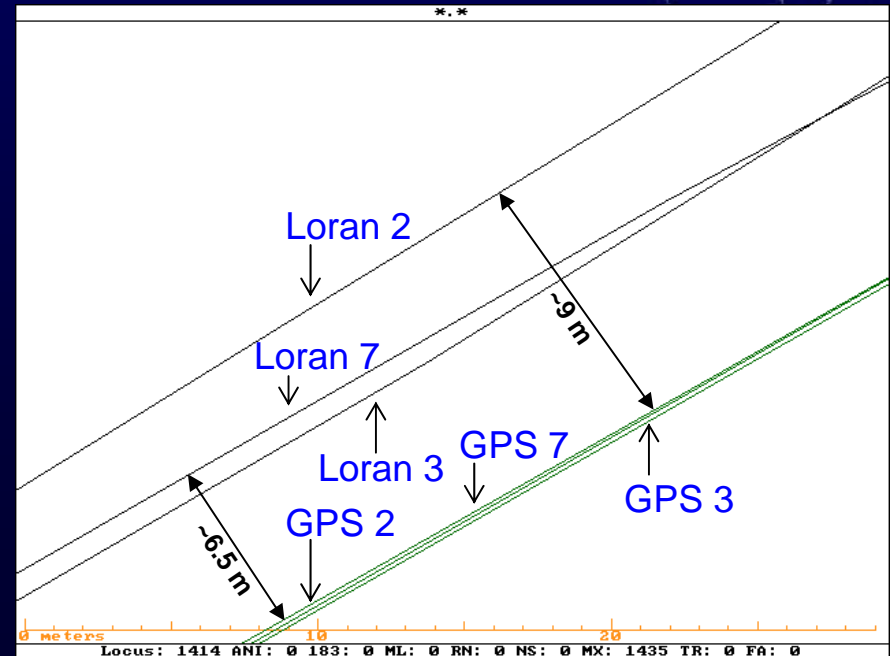 *.*
Loran 2
~9 m
Loran 7
Loran 3
GPS 7
GPS 3
GPS 2
~6.5 m
0 meters 10 20
Locus: 1414 ANI: 0 183: 0 ML: 0 RN: 0 NS: 0 MX: 1435 TR: 0 FA: 0